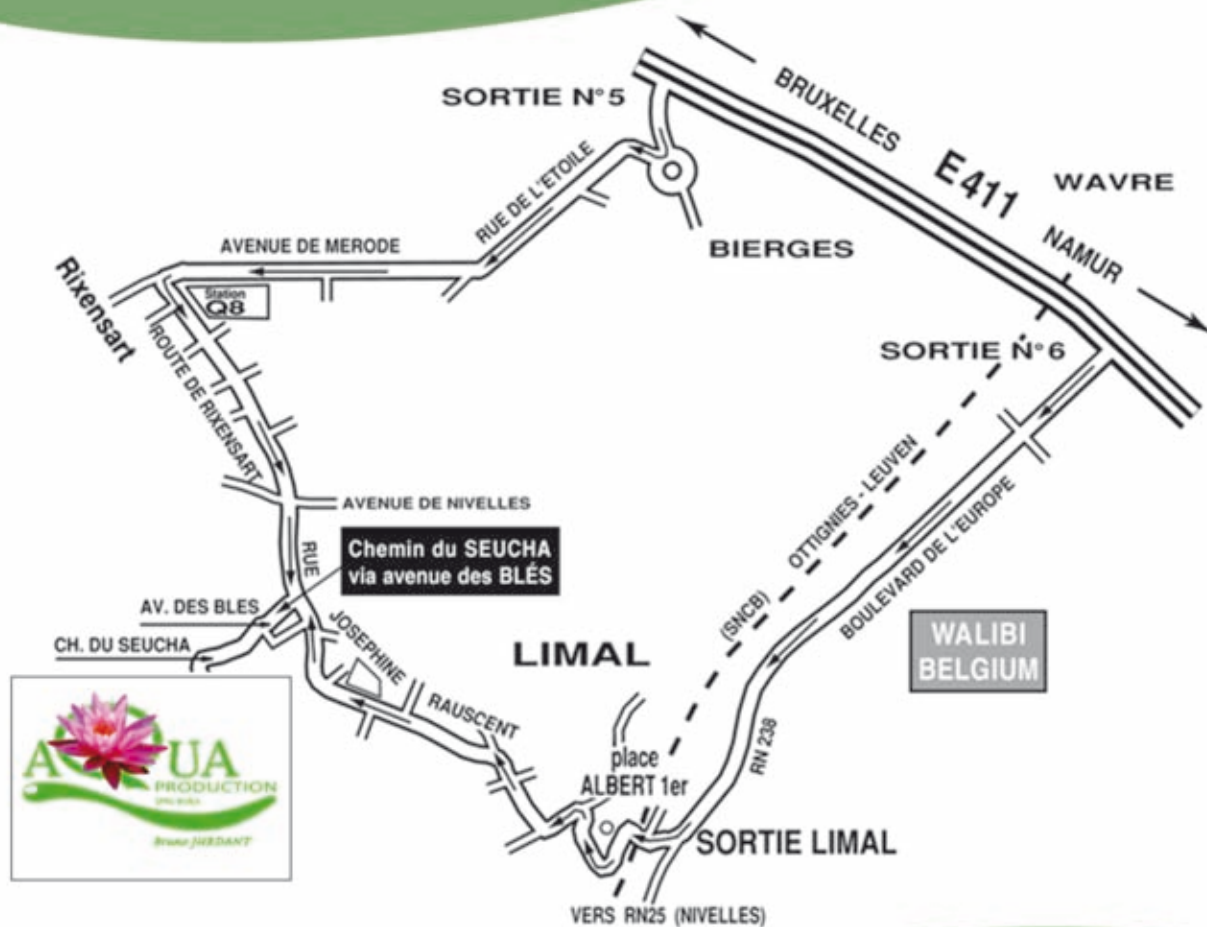 SORTIE N°5
BRUXELLES
E411
WAVRE
NAMUR
RUE DE L'ETOILE
BIERGES
AVENUE DE MERODE
Rixensart
Station
Q8
SORTIE N°6
ROUTE DE RIXENSART
OTTIGNIES - LEUVEN
(SNCB)
BOULEVARD DE L'EUROPE
AVENUE DE NIVELLES
RUE
Chemin du SEUCHA
via avenue des BLÉS
AV. DES BLES
CH. DU SEUCHA
JOSEPHINE
RAUSCENT
LIMAL
WALIBI
BELGIUM
RN 238
place
ALBERT 1er
SORTIE LIMAL
VERS RN25 (NIVELLES)
AQUA
PRODUCTION
Bruno JURDANT